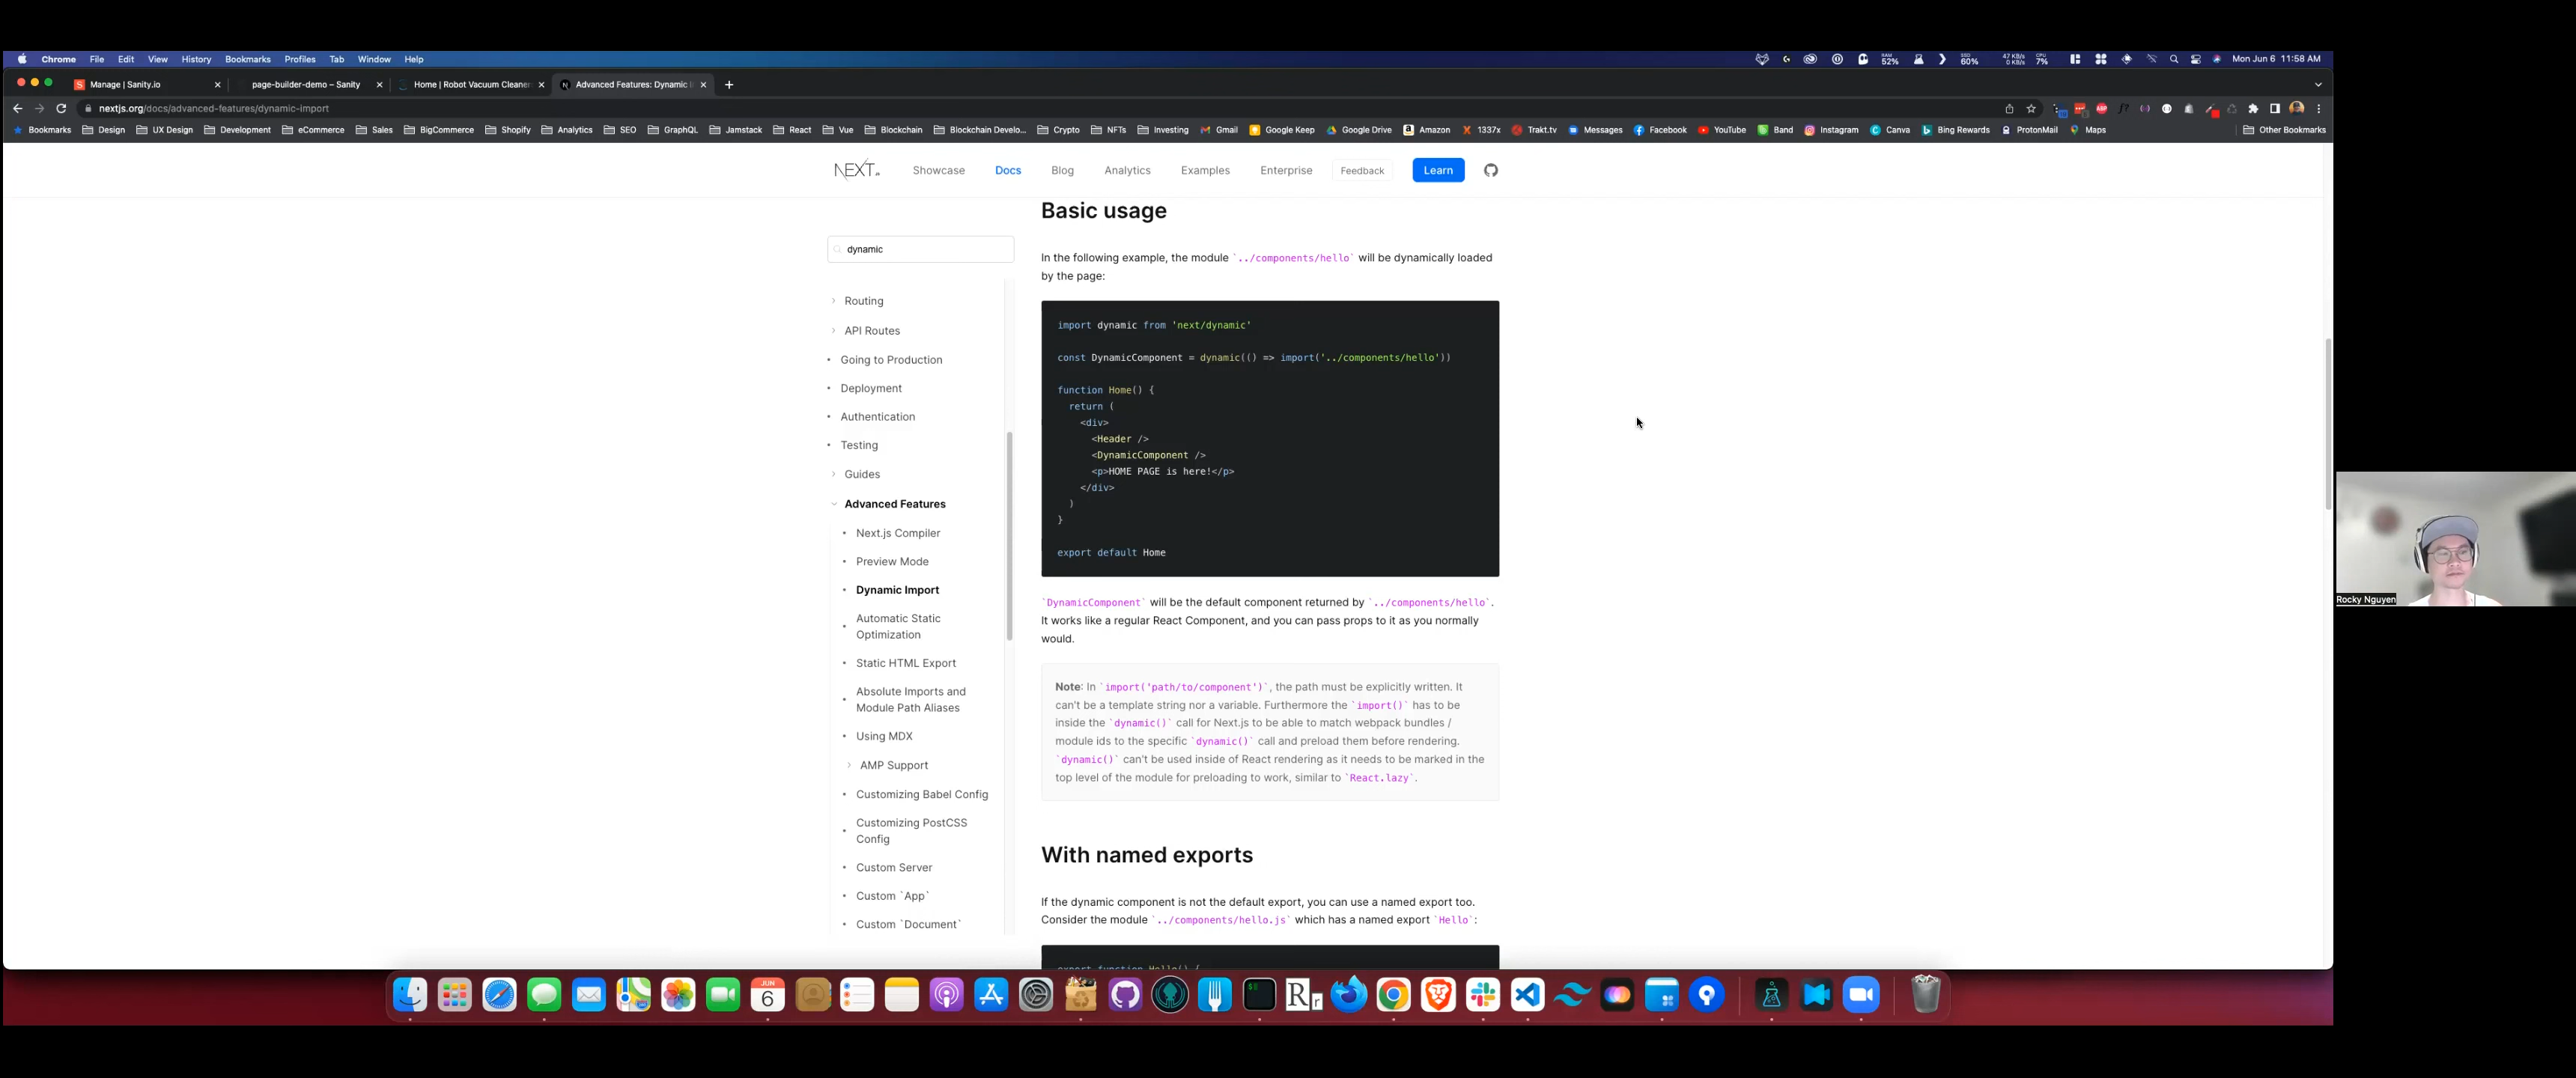 Chrome File Edit View History Bookmarks Profiles Tab Window Help
RAM 52% SSD 60% 47 KB/s 0 KB/s CPU 7% Mon Jun 6 11:58 AM
Manage | Sanity.io page-builder-demo – Sanity Home | Robot Vacuum Cleaner Advanced Features: Dynamic
nextjs.org/docs/advanced-features/dynamic-import
Bookmarks Design UX Design Development eCommerce Sales BigCommerce Shopify Analytics SEO GraphQL Jamstack React Vue Blockchain Blockchain Develo... Crypto NFTs Investing Gmail Google Keep Google Drive Amazon 1337x Trakt.tv Messages Facebook YouTube Band Instagram Canva Bing Rewards ProtonMail Maps Other Bookmarks
NEXT.js Showcase Docs Blog Analytics Examples Enterprise Feedback Learn
dynamic
Routing
API Routes
Going to Production
Deployment
Authentication
Testing
Guides
Advanced Features
Next.js Compiler
Preview Mode
Dynamic Import
Automatic Static
Optimization
Static HTML Export
Absolute Imports and
Module Path Aliases
Using MDX
AMP Support
Customizing Babel Config
Customizing PostCSS
Config
Custom Server
Custom `App`
Custom `Document`
Basic usage
In the following example, the module `../components/hello` will be dynamically loaded
by the page:
import dynamic from 'next/dynamic'
const DynamicComponent = dynamic(() => import('../components/hello'))
function Home() {
return (
<div>
<Header />
<DynamicComponent />
<p>HOME PAGE is here!</p>
</div>
)
}
export default Home
`DynamicComponent` will be the default component returned by `../components/hello`.
It works like a regular React Component, and you can pass props to it as you normally
would.
Note: In `import('path/to/component')`, the path must be explicitly written. It
can't be a template string nor a variable. Furthermore the `import()` has to be
inside the `dynamic()` call for Next.js to be able to match webpack bundles /
module ids to the specific `dynamic()` call and preload them before rendering.
`dynamic()` can't be used inside of React rendering as it needs to be marked in the
top level of the module for preloading to work, similar to `React.lazy`.
With named exports
If the dynamic component is not the default export, you can use a named export too.
Consider the module `../components/hello.js` which has a named export `Hello`:
export function Hello() {
Rocky Nguyen
JUN
6